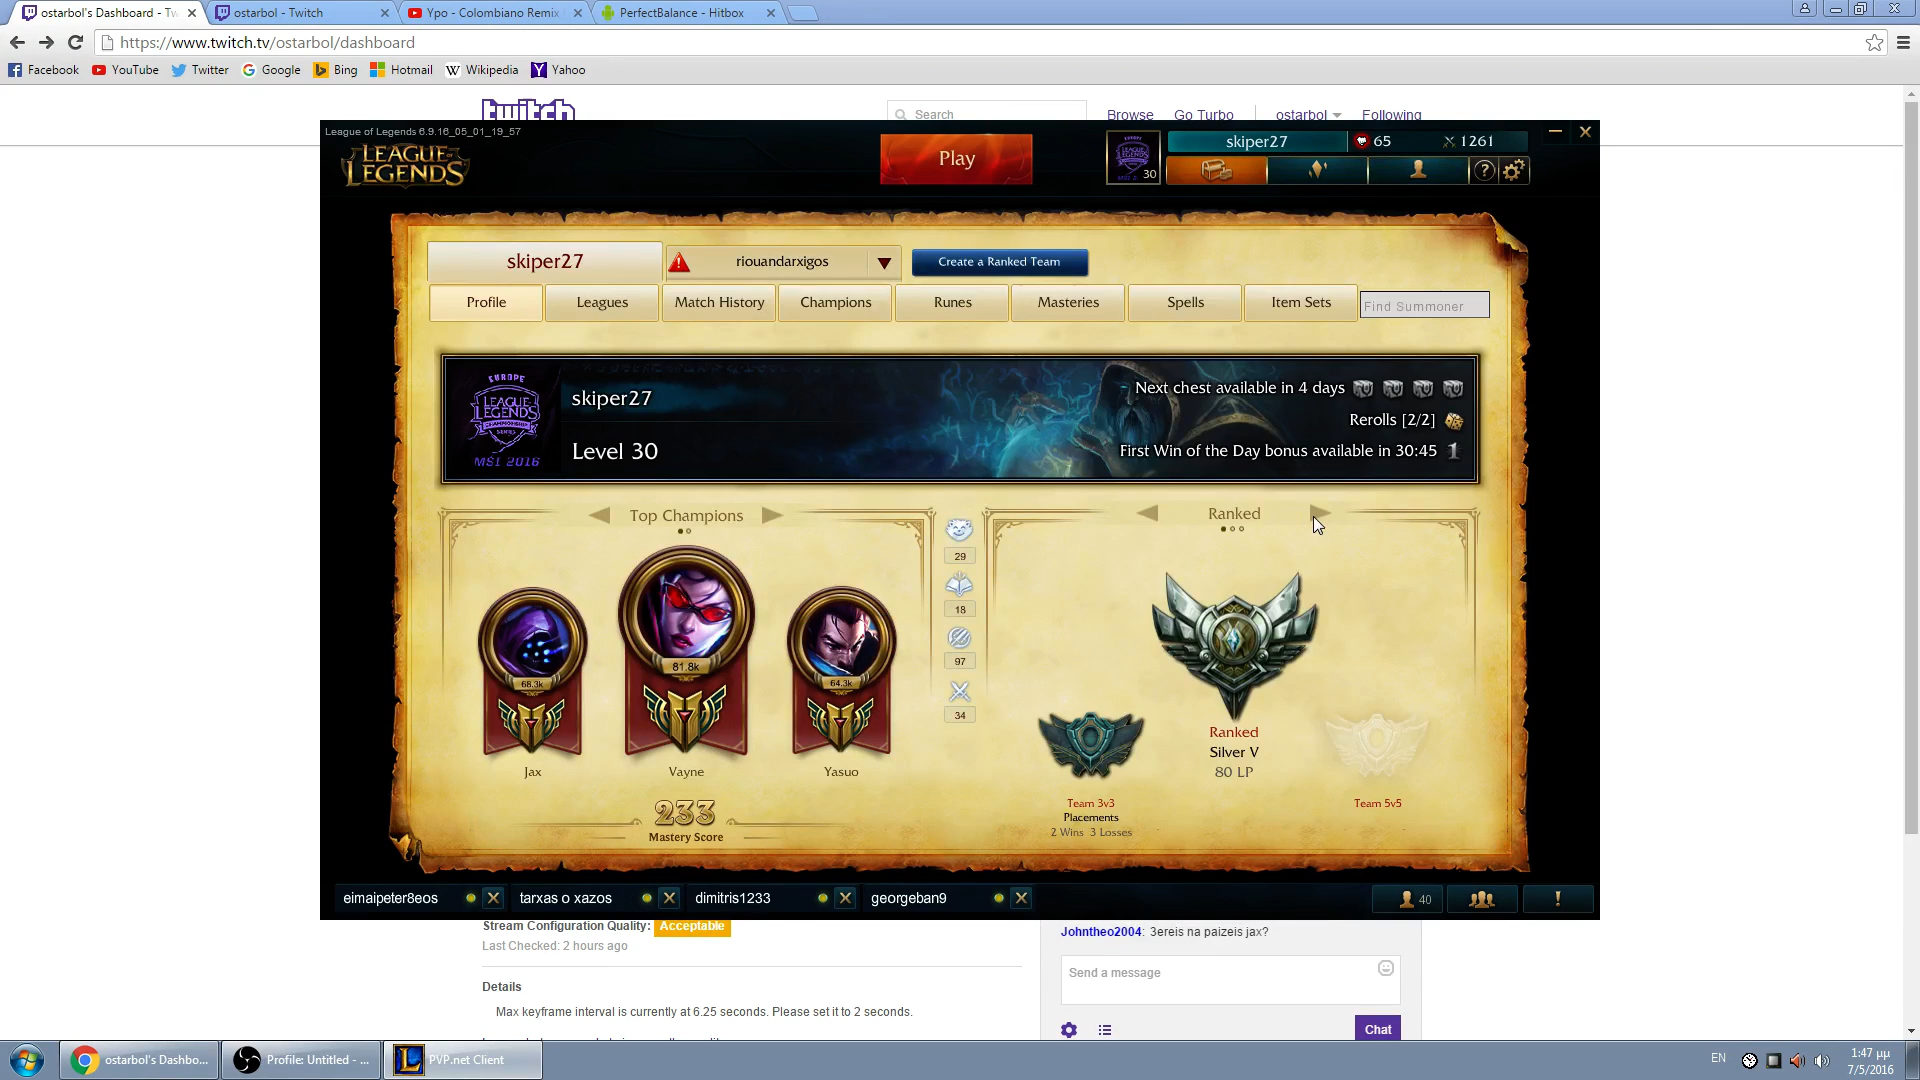 ostarbol's Dashboard - Tw
ostarbol - Twitch
Ypo - Colombiano Remix
PerfectBalance - Hitbox
https://www.twitch.tv/ostarbol/dashboard
Facebook YouTube Twitter Google Bing Hotmail Wikipedia Yahoo
twitch
Search
Browse Go Turbo ostarbol Following
League of Legends 6.9.16_05_01_19_57
LEAGUE OF LEGENDS
Play
30
skiper27 65 1261
skiper27
riouandarxigos
Create a Ranked Team
Profile Leagues Match History Champions Runes Masteries Spells Item Sets
Find Summoner
EUROPE
LEAGUE LEGENDS
CHAMPIONSHIP
SERIES
MSI 2016
skiper27
Level 30
Next chest available in 4 days
Rerolls [2/2]
First Win of the Day bonus available in 30:45 1
Top Champions
68.3k
81.8k
64.3k
Jax
Vayne
Yasuo
233
Mastery Score
29
18
97
34
Ranked
Ranked
Silver V
80 LP
Team 3v3
Placements
2 Wins 3 Losses
Team 5v5
eimaipeter8eos
tarxas o xazos
dimitris1233
georgeban9
40
Stream Configuration Quality: Acceptable
Last Checked: 2 hours ago
Details
Max keyframe interval is currently at 6.25 seconds. Please set it to 2 seconds.
Johntheo2004: 3ereis na paizeis jax?
Send a message
Chat
ostarbol's Dashbo...
Profile: Untitled - ...
PVP.net Client
EN
1:47 μμ
7/5/2016